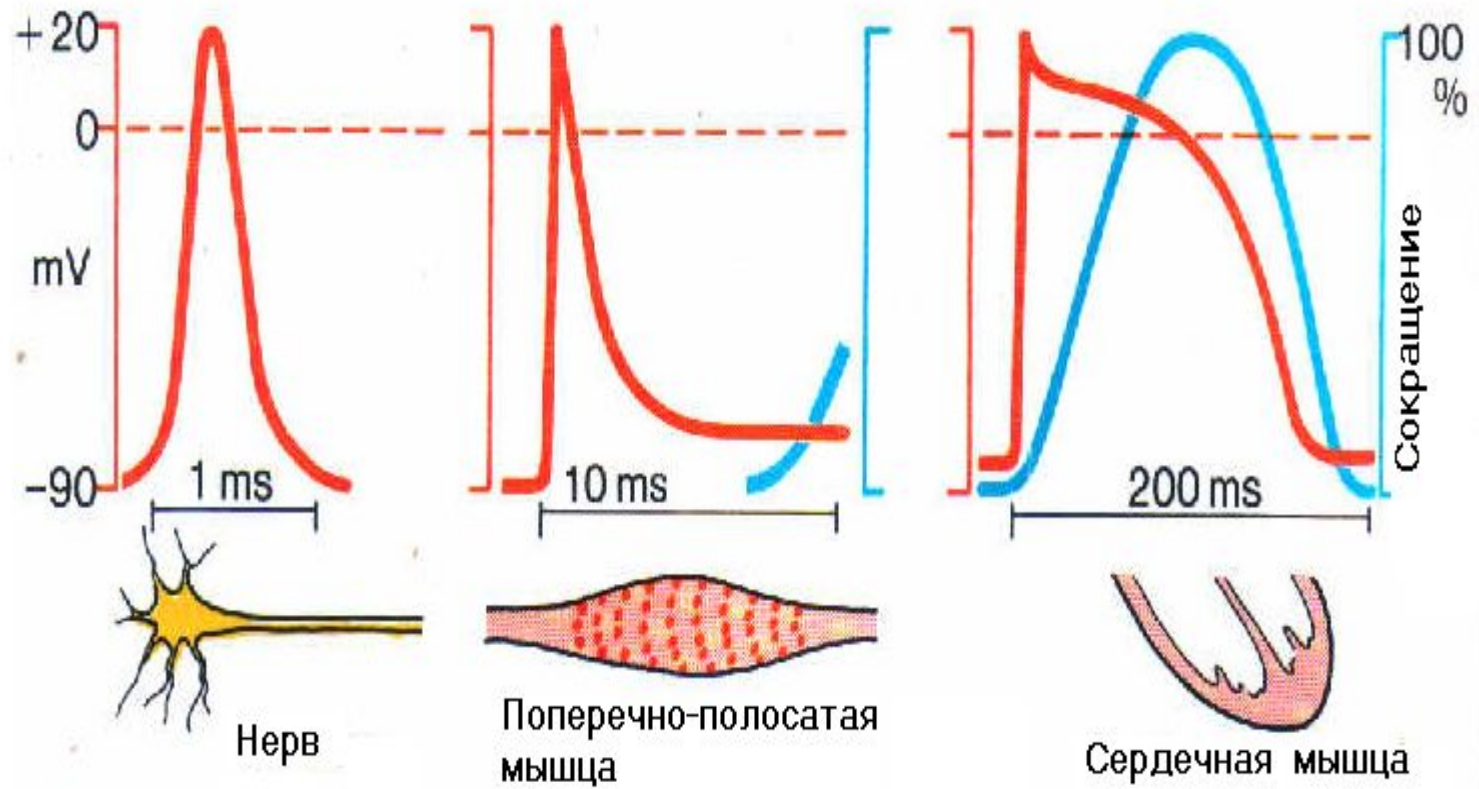 +20
0
mV
-90
1 ms
10 ms
200 ms
100
%
Сокращение
Нерв
Поперечно-полосатая
мышца
Сердечная мышца